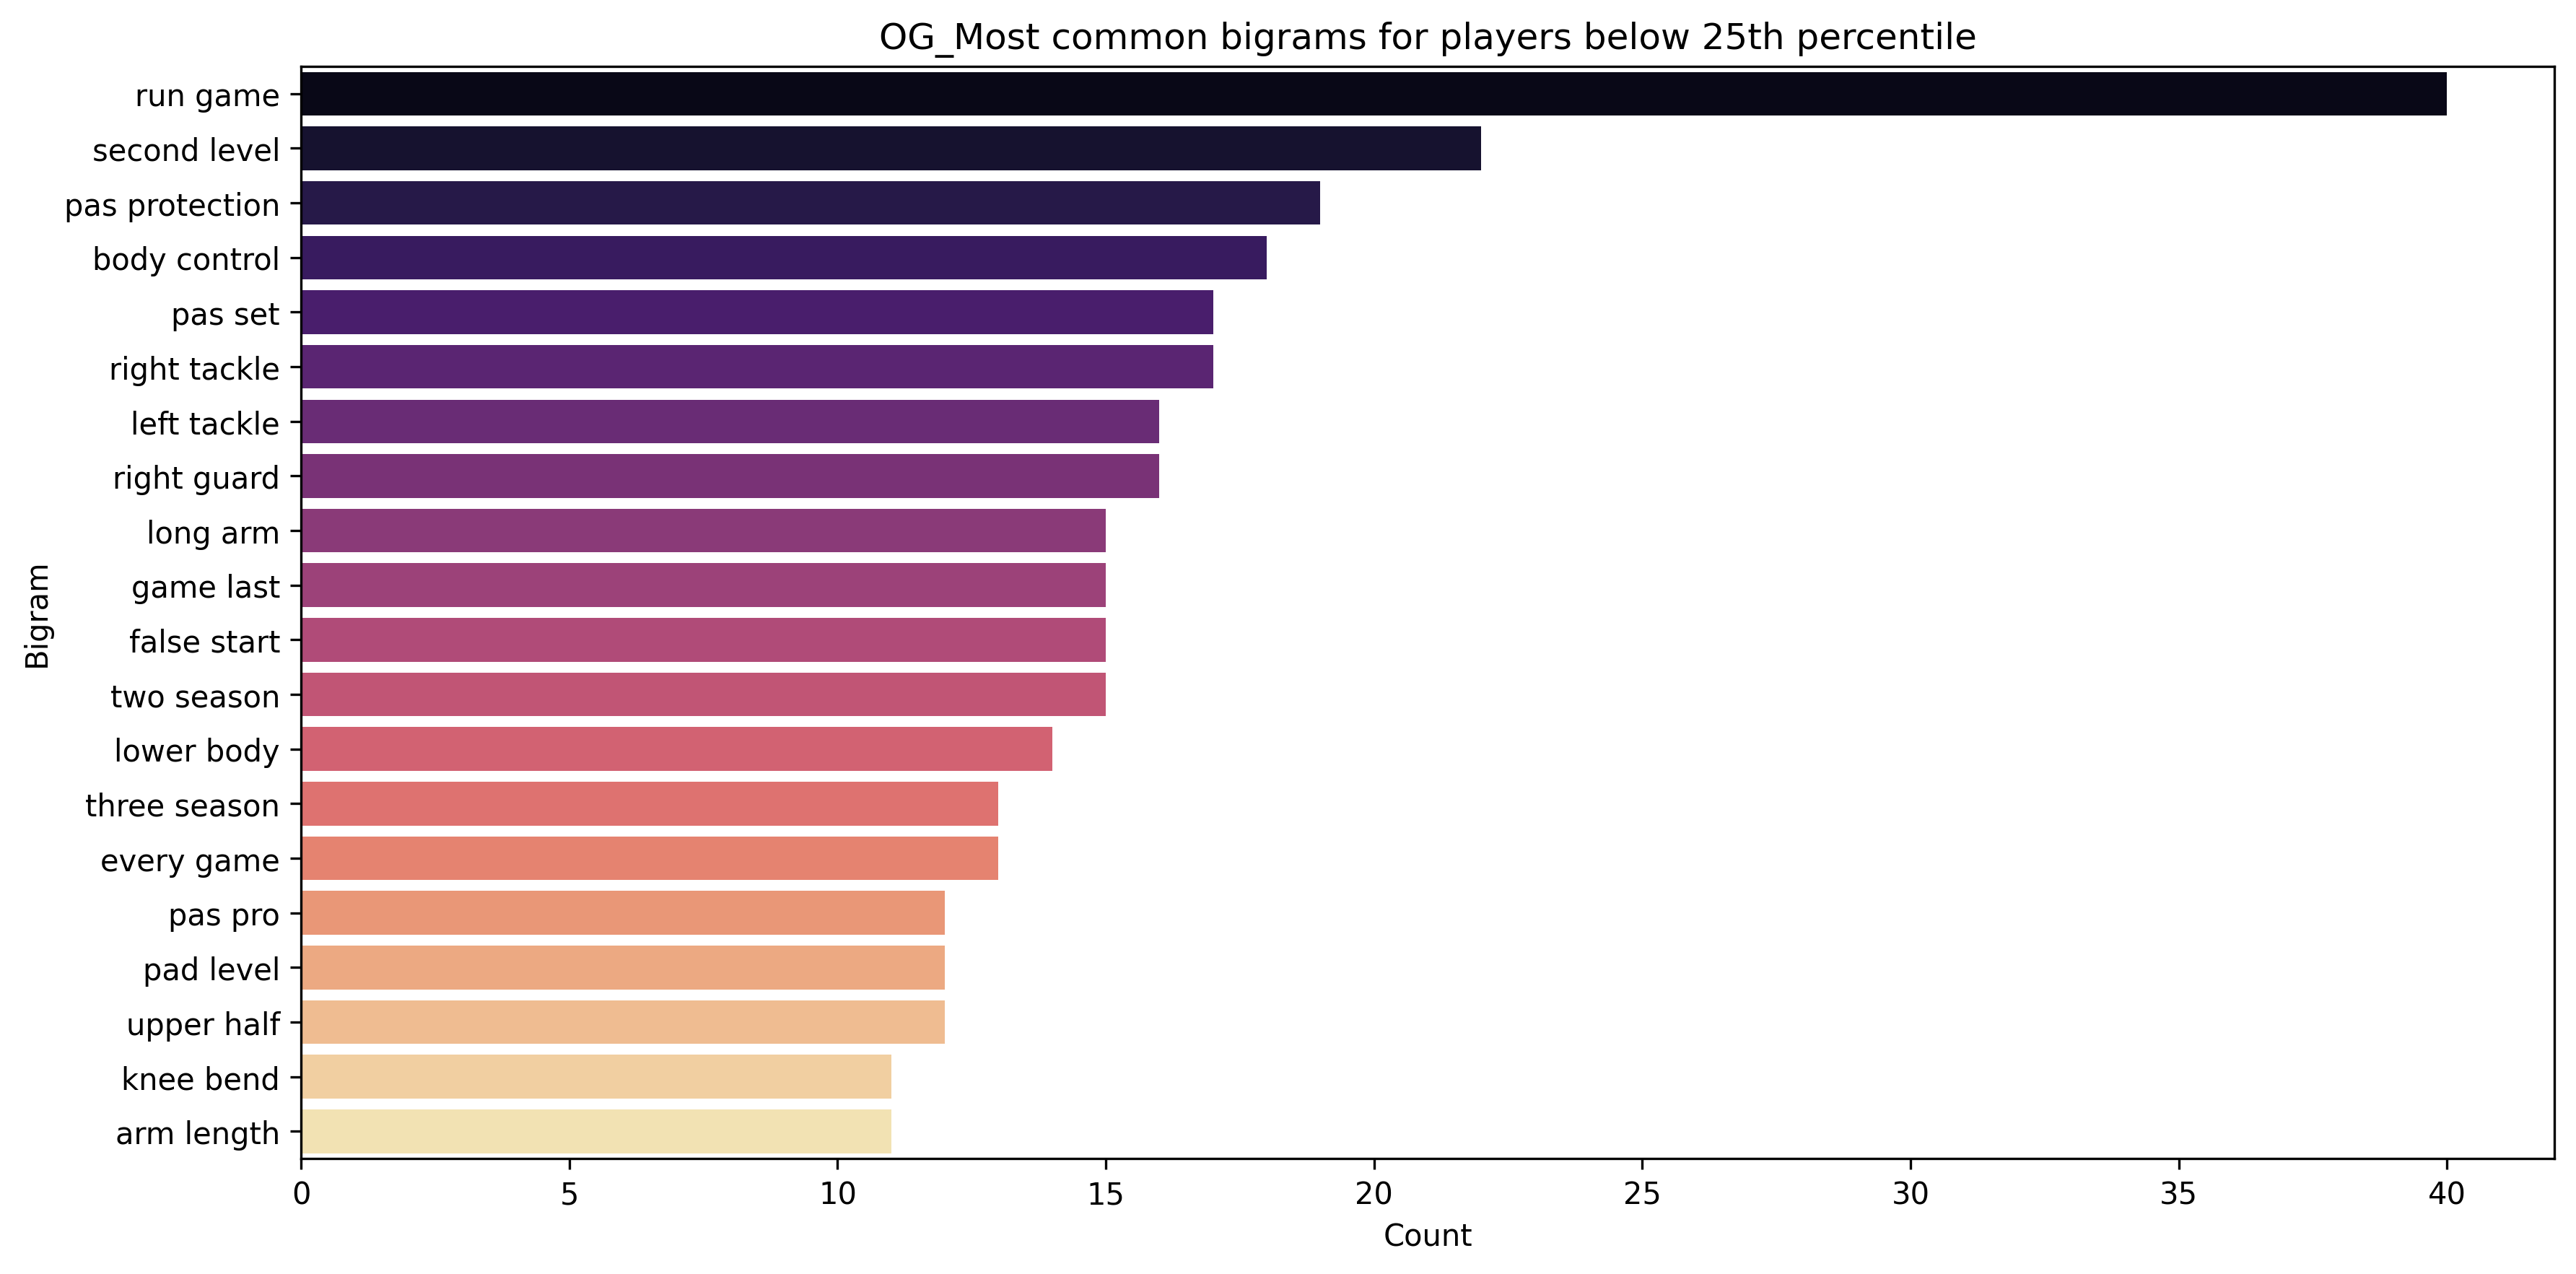 OG_Most common bigrams for players below 25th percentile
run game
second level
pas protection
body control
pas set
right tackle
left tackle
right guard
long arm
game last
false start
two season
lower body
three season
every game
pas pro
pad level
upper half
knee bend
arm length
Bigram
0 5 10 15 20 25 30 35 40
Count